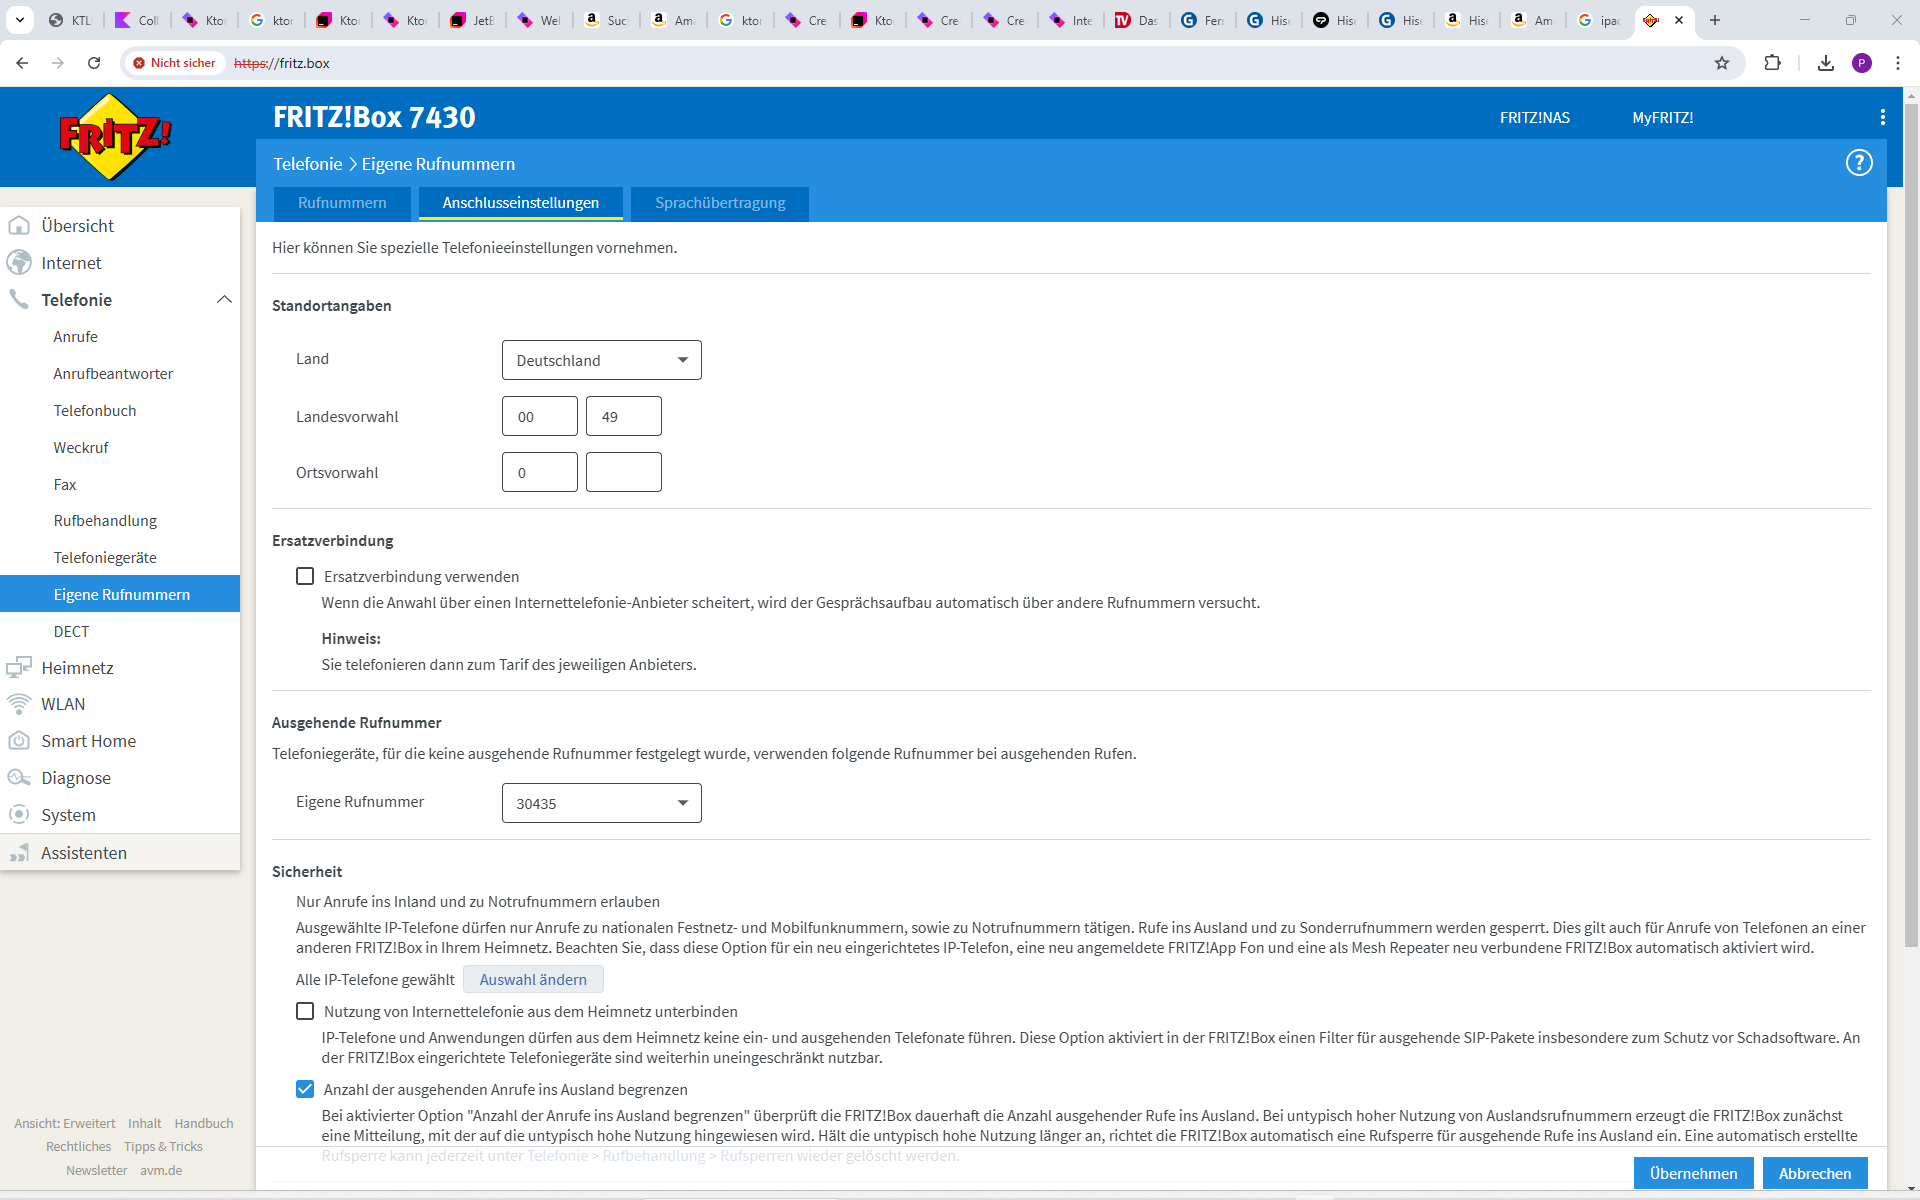 KTL
Coll
Ktor
ktor
Kto
Ktor
JetB
Wel
Suc
Ama
ktor
Cre
Kto
Cre
Cre
Inte
Das
Fern
Hise
Hise
Hise
Hise
Ama
ipac
Nicht sicher
https://fritz.box
P
FRITZ!
FRITZ!Box 7430
FRITZ!NAS
MyFRITZ!
Telefonie > Eigene Rufnummern
?
Rufnummern
Anschlusseinstellungen
Sprachübertragung
Übersicht
Internet
Telefonie
Anrufe
Anrufbeantworter
Telefonbuch
Weckruf
Fax
Rufbehandlung
Telefoniegeräte
Eigene Rufnummern
DECT
Heimnetz
WLAN
Smart Home
Diagnose
System
Assistenten
Ansicht: Erweitert Inhalt Handbuch
Rechtliches Tipps & Tricks
Newsletter avm.de
Hier können Sie spezielle Telefonieeinstellungen vornehmen.
Standortangaben
Land Deutschland
Landesvorwahl 00 49
Ortsvorwahl 0
Ersatzverbindung
Ersatzverbindung verwenden
Wenn die Anwahl über einen Internettelefonie-Anbieter scheitert, wird der Gesprächsaufbau automatisch über andere Rufnummern versucht.
Hinweis:
Sie telefonieren dann zum Tarif des jeweiligen Anbieters.
Ausgehende Rufnummer
Telefoniegeräte, für die keine ausgehende Rufnummer festgelegt wurde, verwenden folgende Rufnummer bei ausgehenden Rufen.
Eigene Rufnummer 30435
Sicherheit
Nur Anrufe ins Inland und zu Notrufnummern erlauben
Ausgewählte IP-Telefone dürfen nur Anrufe zu nationalen Festnetz- und Mobilfunknummern, sowie zu Notrufnummern tätigen. Rufe ins Ausland und zu Sonderrufnummern werden gesperrt. Dies gilt auch für Anrufe von Telefonen an einer
anderen FRITZ!Box in Ihrem Heimnetz. Beachten Sie, dass diese Option für ein neu eingerichtetes IP-Telefon, eine neu angemeldete FRITZ!App Fon und eine als Mesh Repeater neu verbundene FRITZ!Box automatisch aktiviert wird.
Alle IP-Telefone gewählt Auswahl ändern
Nutzung von Internettelefonie aus dem Heimnetz unterbinden
IP-Telefone und Anwendungen dürfen aus dem Heimnetz keine ein- und ausgehenden Telefonate führen. Diese Option aktiviert in der FRITZ!Box einen Filter für ausgehende SIP-Pakete insbesondere zum Schutz vor Schadsoftware. An
der FRITZ!Box eingerichtete Telefoniegeräte sind weiterhin uneingeschränkt nutzbar.
Anzahl der ausgehenden Anrufe ins Ausland begrenzen
Bei aktivierter Option "Anzahl der Anrufe ins Ausland begrenzen" überprüft die FRITZ!Box dauerhaft die Anzahl ausgehender Rufe ins Ausland. Bei untypisch hoher Nutzung von Auslandsrufnummern erzeugt die FRITZ!Box zunächst
eine Mitteilung, mit der auf die untypisch hohe Nutzung hingewiesen wird. Hält die untypisch hohe Nutzung länger an, richtet die FRITZ!Box automatisch eine Rufsperre für ausgehende Rufe ins Ausland ein. Eine automatisch erstellte
Rufsperre kann jederzeit unter Telefonie > Rufbehandlung > Rufsperren wieder gelöscht werden.
Übernehmen
Abbrechen